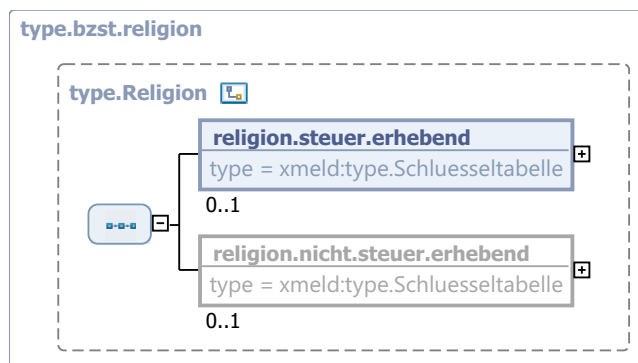 type.bzst.religion
type.Religion
religion.steuer.erhebend
type = xmeld:type.Schluesseltabelle
0..1
religion.nicht.steuer.erhebend
type = xmeld:type.Schluesseltabelle
0..1